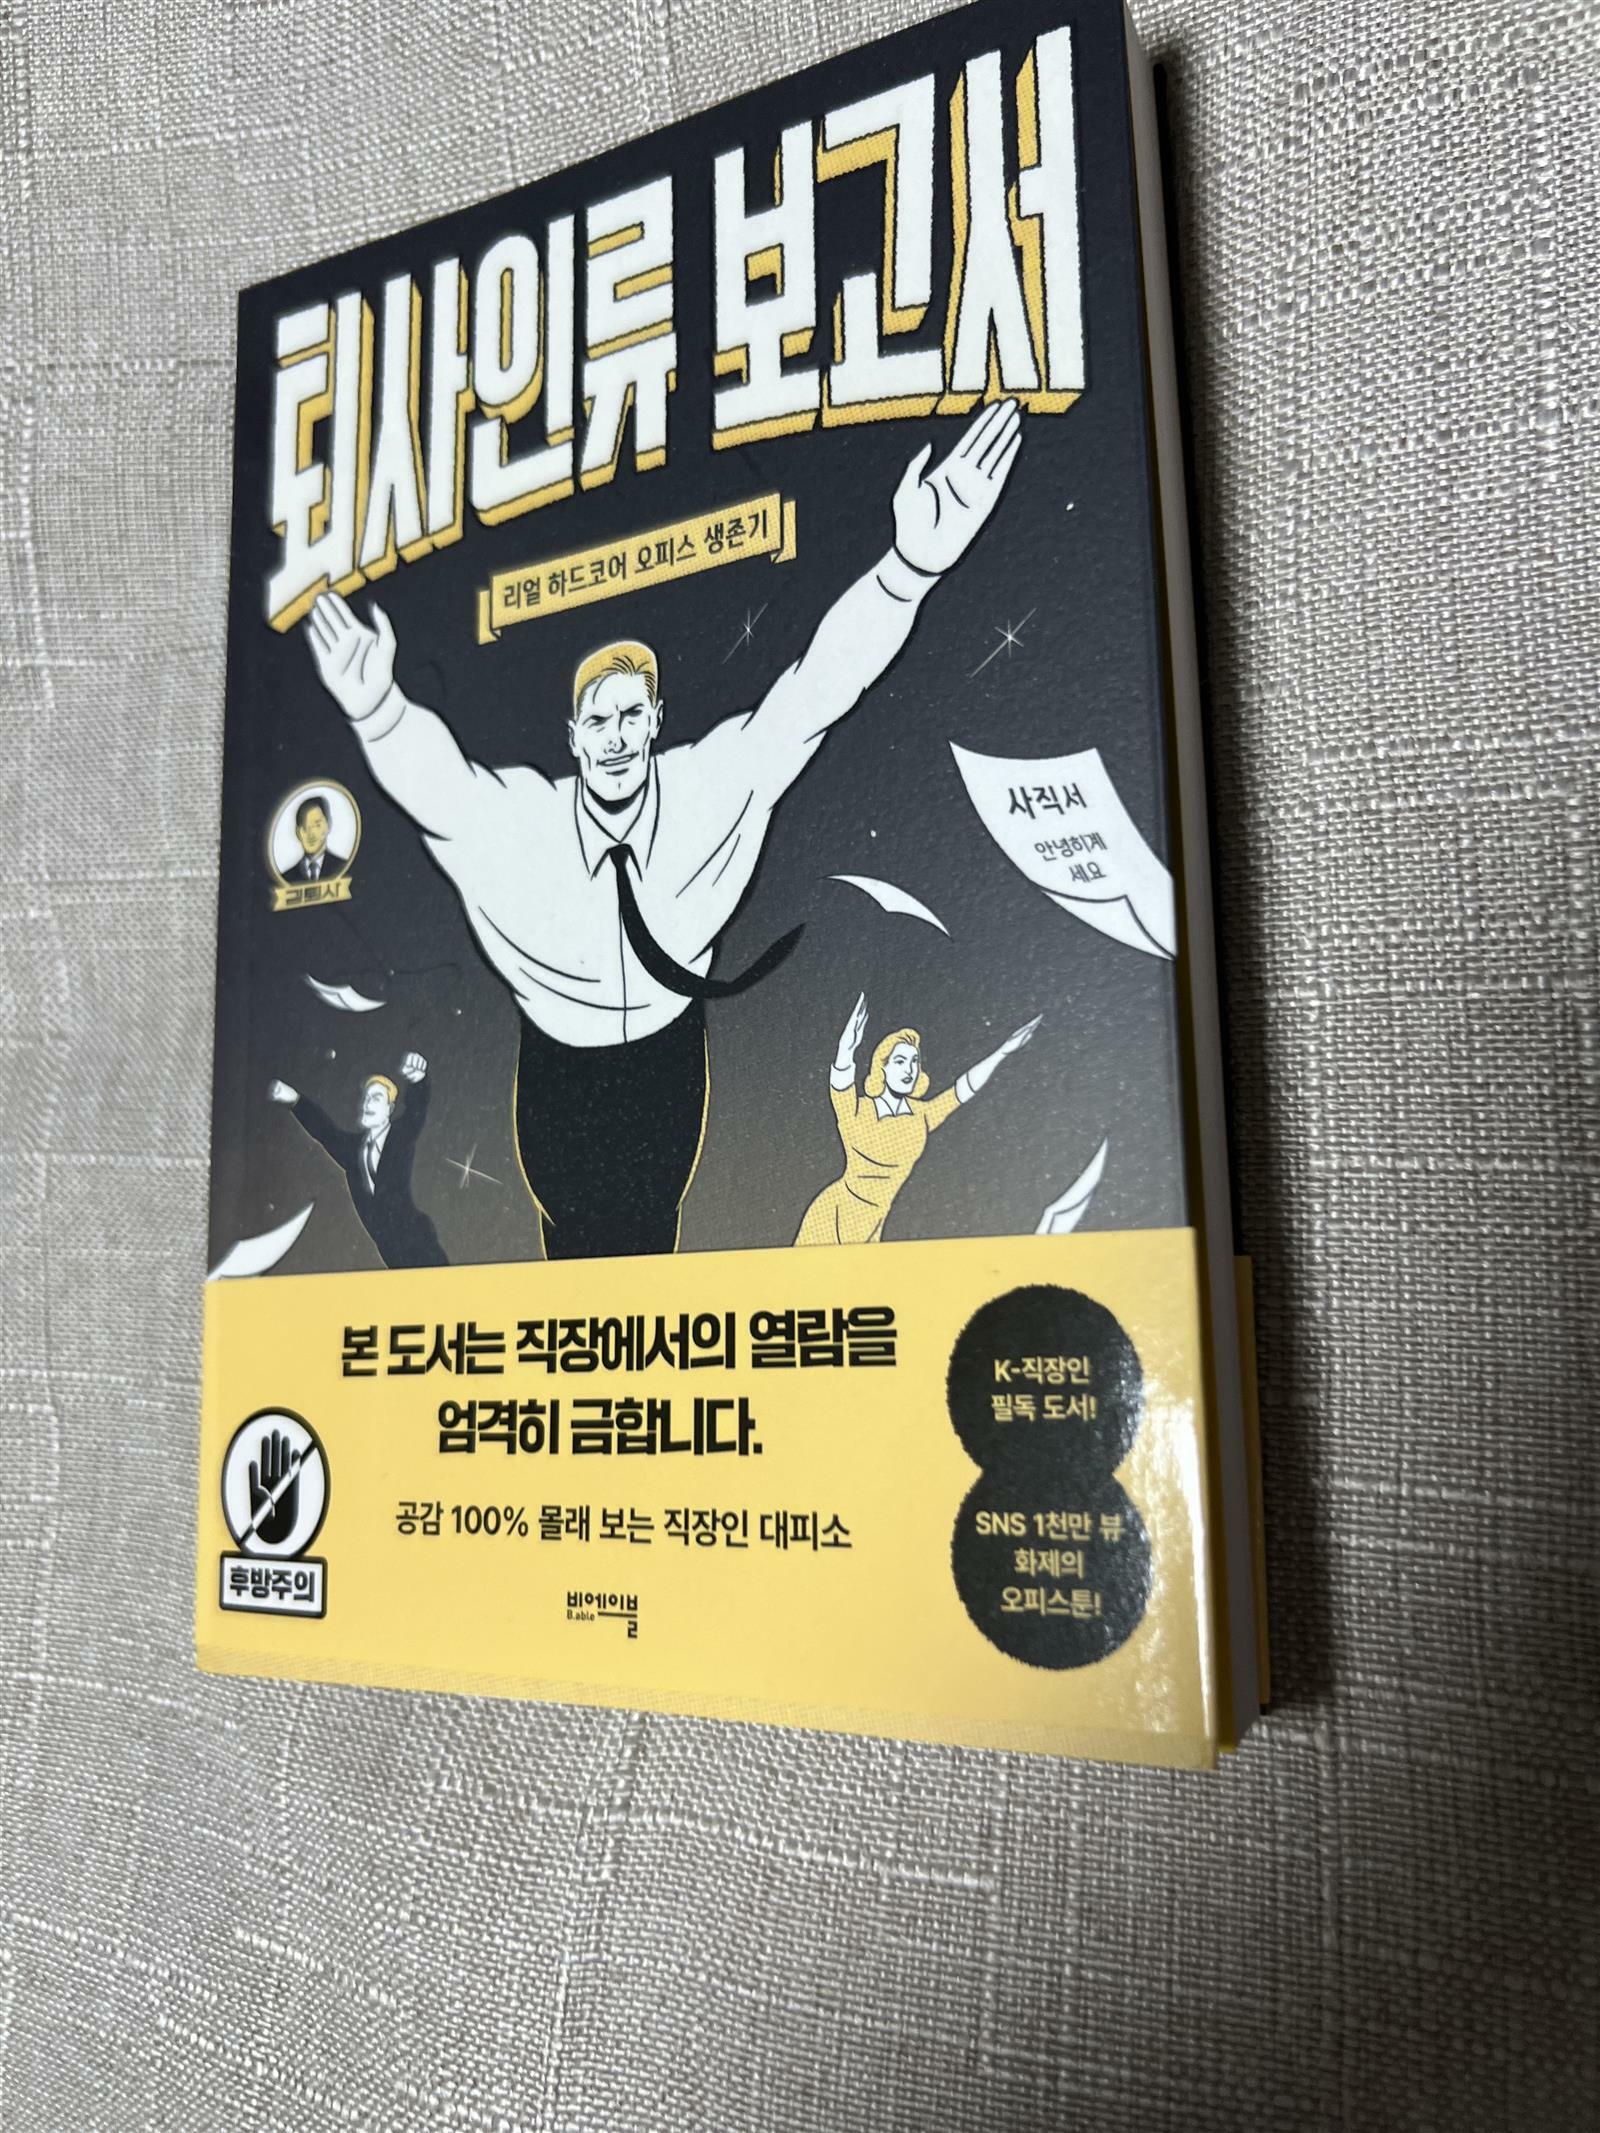 퇴사인류 보고서
리얼 하드코어 오피스 생존기
사직서
안녕히계
세요
김퇴사
본 도서는 직장에서의 열람을
엄격히 금합니다.
공감 100% 몰래 보는 직장인 대피소
후방주의
비에이블
B.able
K-직장인
필독 도서!
SNS 1천만 뷰
화제의
오피스툰!